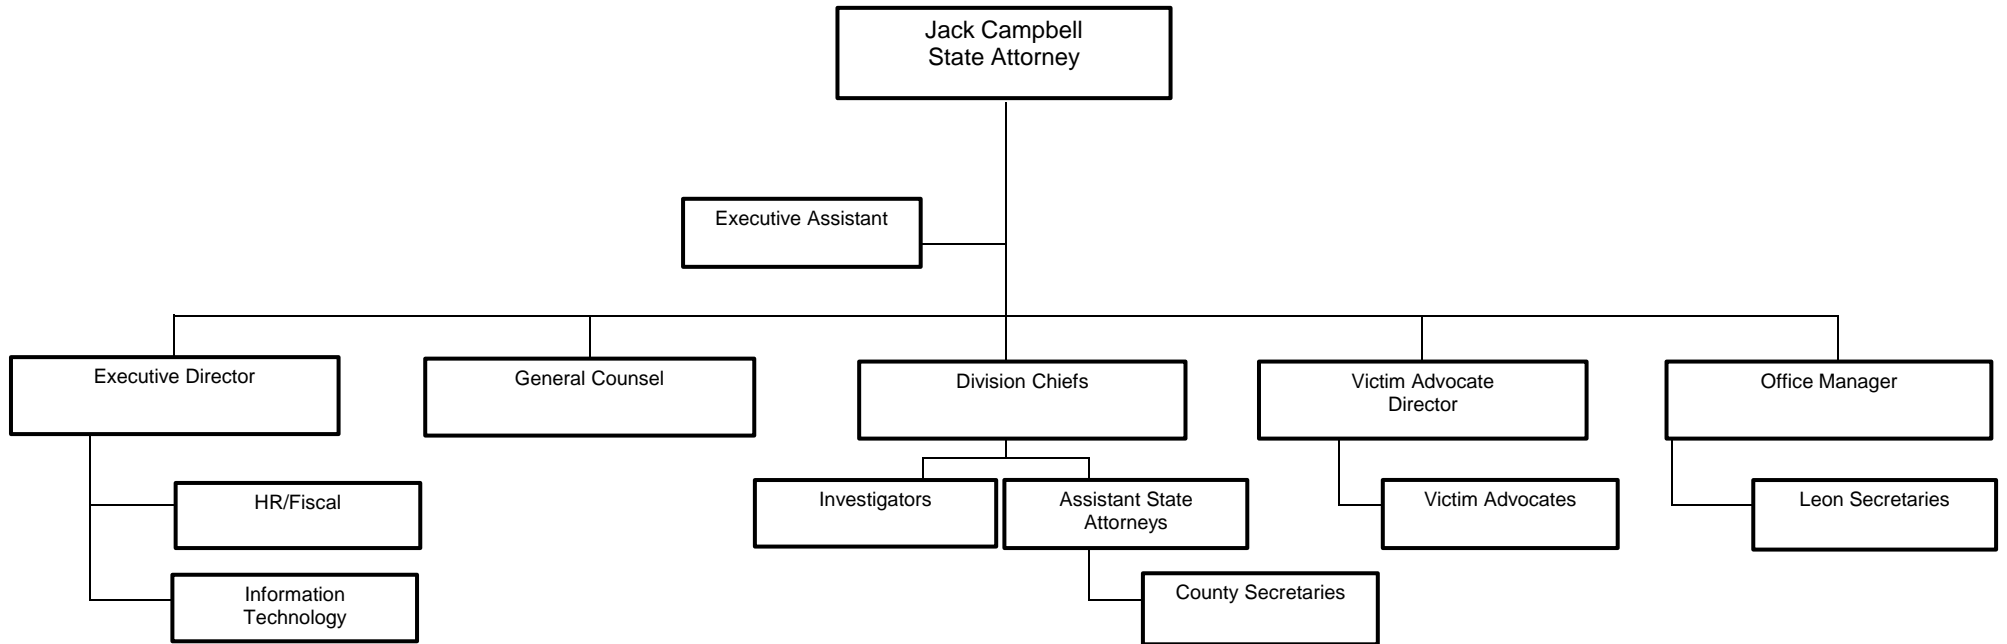 Jack Campbell
State Attorney
Executive Assistant
Executive Director
General Counsel
Division Chiefs
Victim Advocate
Director
Office Manager
HR/Fiscal
Investigators
Assistant State
Attorneys
Victim Advocates
Leon Secretaries
Information
Technology
County Secretaries